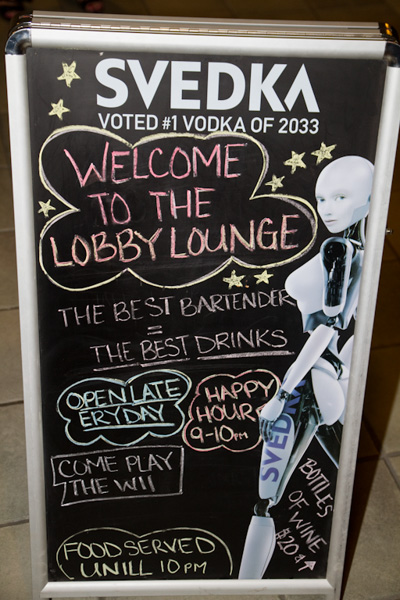 SVEDKA
VOTED #1 VODKA OF 2033
WELCOME
TO THE
LOBBY LOUNGE
THE BEST BARTENDER
=
THE BEST DRINKS
OPEN LATE
ERYDAY
HAPPY
HOUR
9-10PM
COME PLAY
THE WII
SVEDKA
BOTTLES
OF WINE
$20
FOOD SERVED
UNILL 10PM